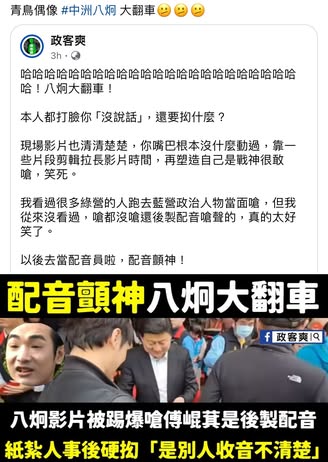 青鳥偶像 #中洲八炯 大翻車🫠🫠🫠
政客爽
3h
哈哈哈哈哈哈哈哈哈哈哈哈哈哈哈哈哈哈
哈！八炯大翻車！
本人都打臉你「沒說話」，還要拗什麼？
現場影片也清清楚楚，你嘴巴根本沒什麼動過，靠一
些片段剪輯拉長影片時間，再塑造自己是戰神很敢
嗆，笑死。
我看過很多綠營的人跑去藍營政治人物當面嗆，但我
從來沒看過，嗆都沒嗆還後製配音嗆聲的，真的太好
笑了。
以後去當配音員啦，配音顫神！
配音顫神八炯大翻車
政客爽
八炯影片被踢爆嗆傅崐萁是後製配音
紙紮人事後硬拗「是別人收音不清楚」